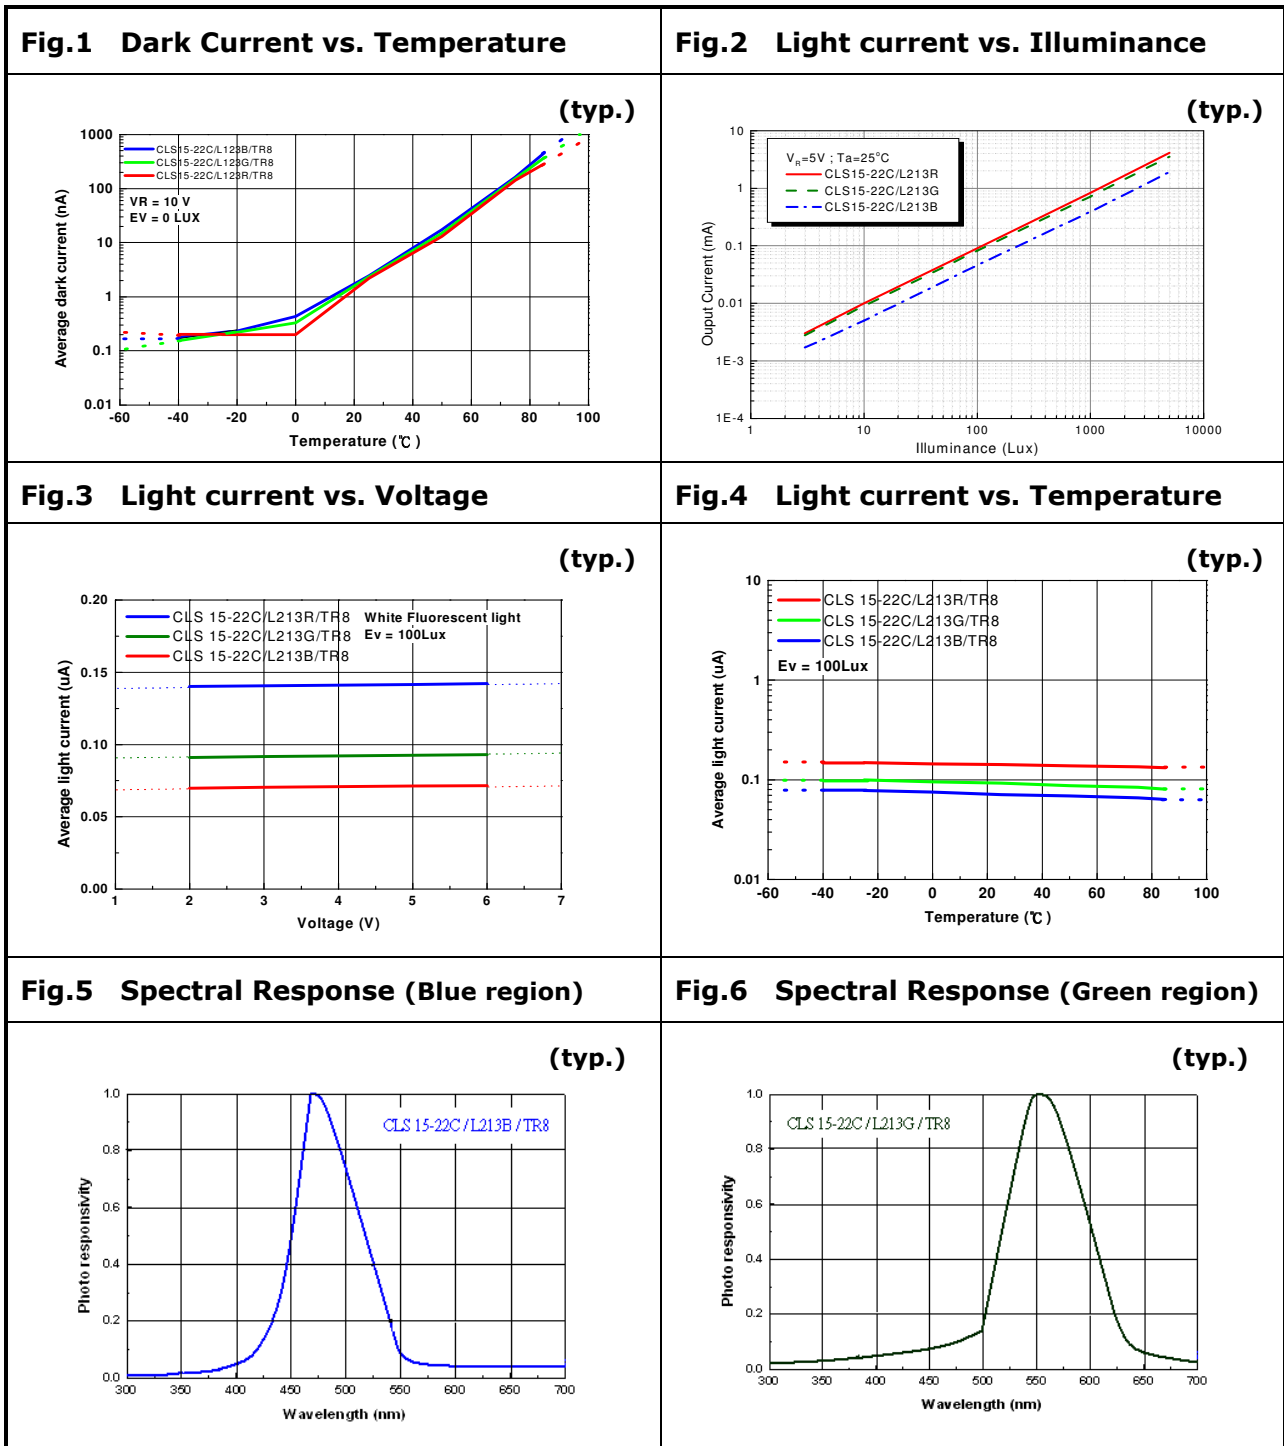 Fig.1 Dark Current vs. Temperature
Fig.2 Light current vs. Illuminance
(typ.)
1000
100
10
1
0.1
0.01
Average dark current (nA)
CLS15-22C/L123B/TR8
CLS15-22C/L123G/TR8
CLS15-22C/L123R/TR8
VR = 10 V
EV = 0 LUX
-60 -40 -20 0 20 40 60 80 100
Temperature (℃)
(typ.)
10
1
0.1
0.01
1E-3
1E-4
Ouput Current (mA)
VR=5V ; Ta=25°C
CLS15-22C/L213R
CLS15-22C/L213G
CLS15-22C/L213B
1 10 100 1000 10000
Illuminance (Lux)
Fig.3 Light current vs. Voltage
Fig.4 Light current vs. Temperature
(typ.)
0.20
0.15
0.10
0.05
0.00
Average light current (uA)
CLS 15-22C/L213R/TR8 White Fluorescent light
CLS 15-22C/L213G/TR8 Ev = 100Lux
CLS 15-22C/L213B/TR8
1 2 3 4 5 6 7
Voltage (V)
(typ.)
10
1
0.1
0.01
Average light current (uA)
CLS 15-22C/L213R/TR8
CLS 15-22C/L213G/TR8
CLS 15-22C/L213B/TR8
Ev = 100Lux
-60 -40 -20 0 20 40 60 80 100
Temperature (℃)
Fig.5 Spectral Response (Blue region)
Fig.6 Spectral Response (Green region)
(typ.)
1.0
0.8
0.6
0.4
0.2
0.0
Photo responsivity
CLS 15-22C / L213B / TR8
300 350 400 450 500 550 600 650 700
Wavelength (nm)
(typ.)
1.0
0.8
0.6
0.4
0.2
0.0
Photo responsivity
CLS 15-22C / L213G / TR8
300 350 400 450 500 550 600 650 700
Wavelength (nm)